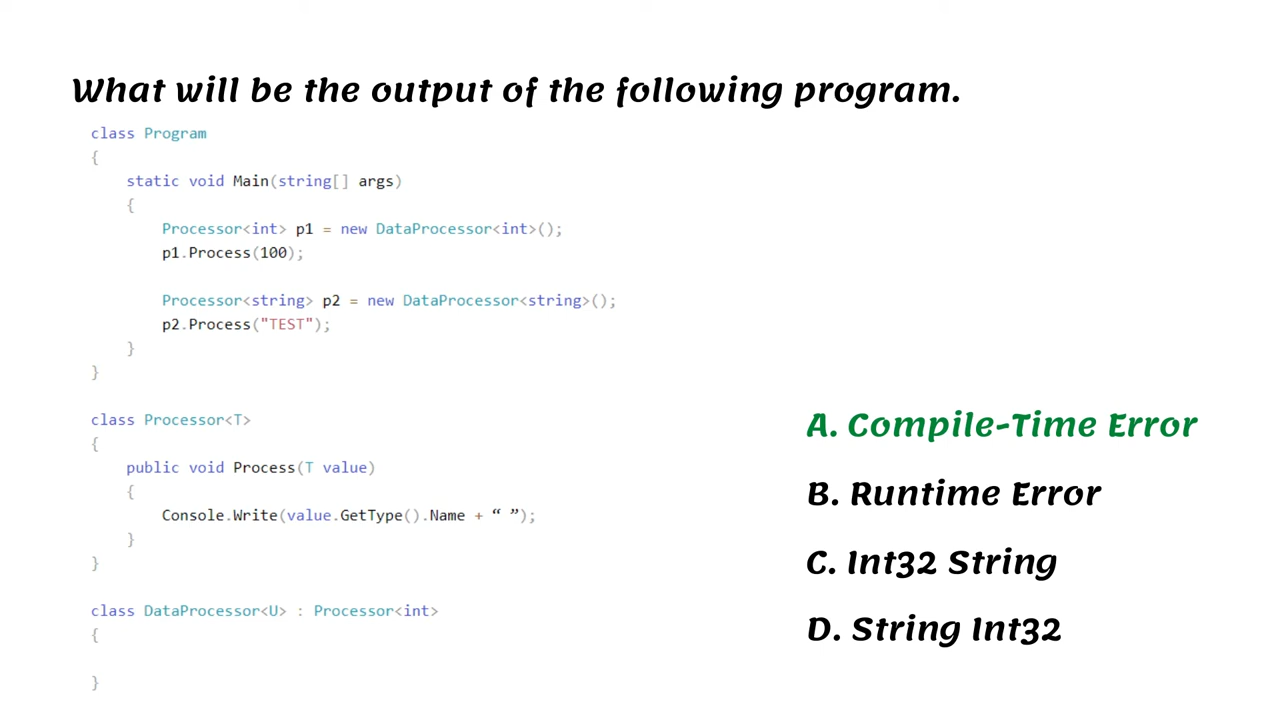 What will be the output of the following program.
class Program
{
static void Main(string[] args)
{
Processor<int> p1 = new DataProcessor<int>();
p1.Process(100);
Processor<string> p2 = new DataProcessor<string>();
p2.Process("TEST");
}
}
class Processor<T>
{
public void Process(T value)
{
Console.Write(value.GetType().Name + “ ”);
}
}
class DataProcessor<U> : Processor<int>
{
}
A. Compile-Time Error
B. Runtime Error
C. Int32 String
D. String Int32